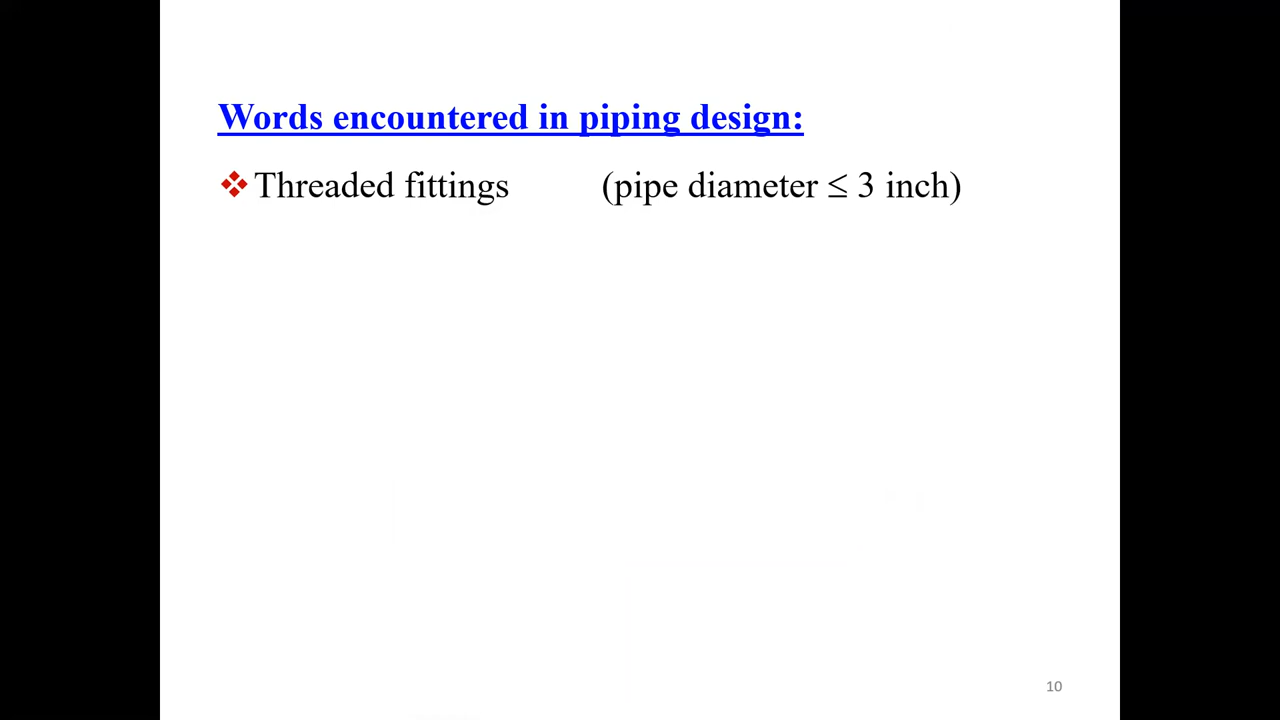 Words encountered in piping design:
❖ Threaded fittings (pipe diameter ≤ 3 inch)
10